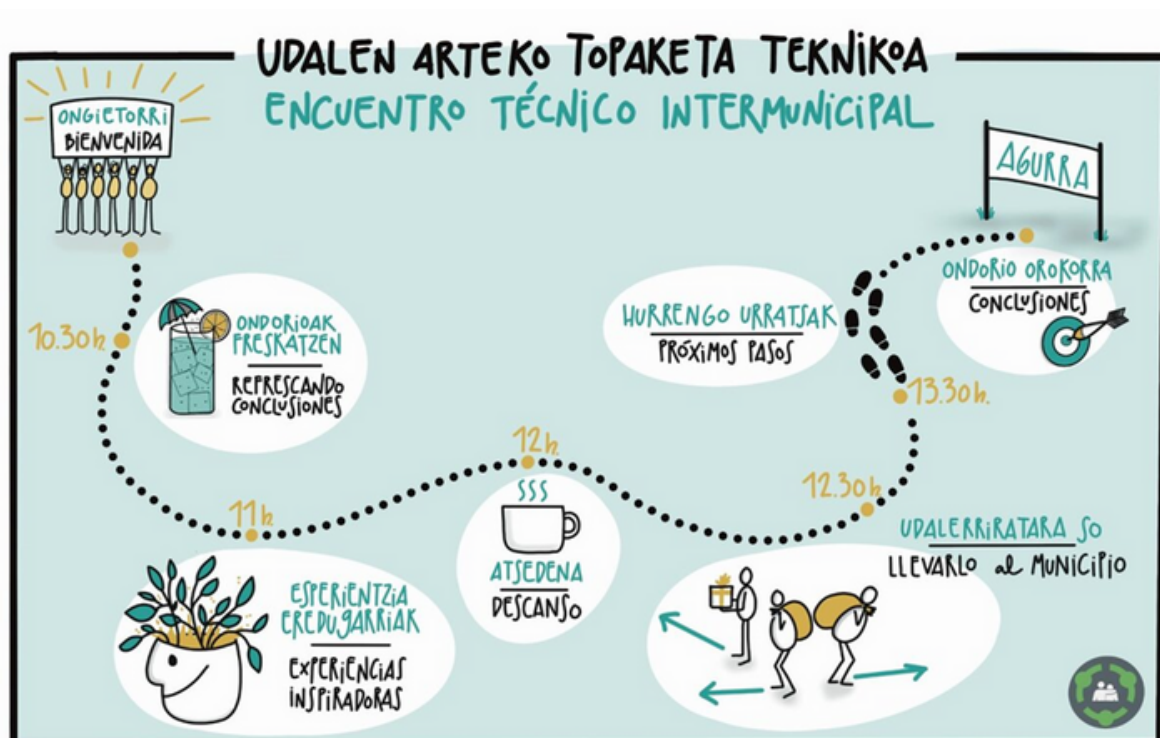 UDALEN ARTEKO TOPAKETA TEKNIKOA
ENCUENTRO TÉCNICO INTERMUNICIPAL
ONGIETORRI
BIENVENIDA
10.30h.
ONDORIOAK
FRESKATZEN
REFRESCANDO
CONCLUSIONES
11h
ESPERIENTZIA
EREDUGARRIAK
EXPERIENCIAS
INSPIRADORAS
12h.
ATSEDENA
DESCANSO
12.30h.
UDALERRIRATARA SO
LLEVARLO al MUNICIPIO
13.30h.
HURRENGO URRATSAK
PRÓXIMOS PASOS
AGURRA
ONDORIO OROKORRA
CONCLUSIONES